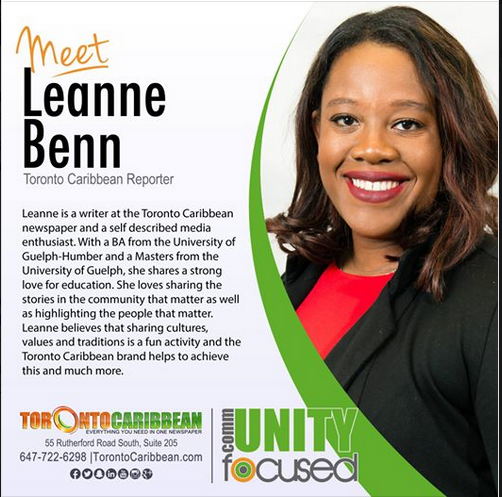 Meet
Leanne
Benn
Toronto Caribbean Reporter
Leanne is a writer at the Toronto Caribbean
newspaper and a self described media
enthusiast. With a BA from the University of
Guelph-Humber and a Masters from the
University of Guelph, she shares a strong
love for education. She loves sharing the
stories in the community that matter as well
as highlighting the people that matter.
Leanne believes that sharing cultures,
values and traditions is a fun activity and the
Toronto Caribbean brand helps to achieve
this and much more.
TORONTOCARIBBEAN
EVERYTHING YOU NEED IN ONE NEWSPAPER
55 Rutherford Road South, Suite 205
647-722-6298 |TorontoCaribbean.com
commUNITY
focused